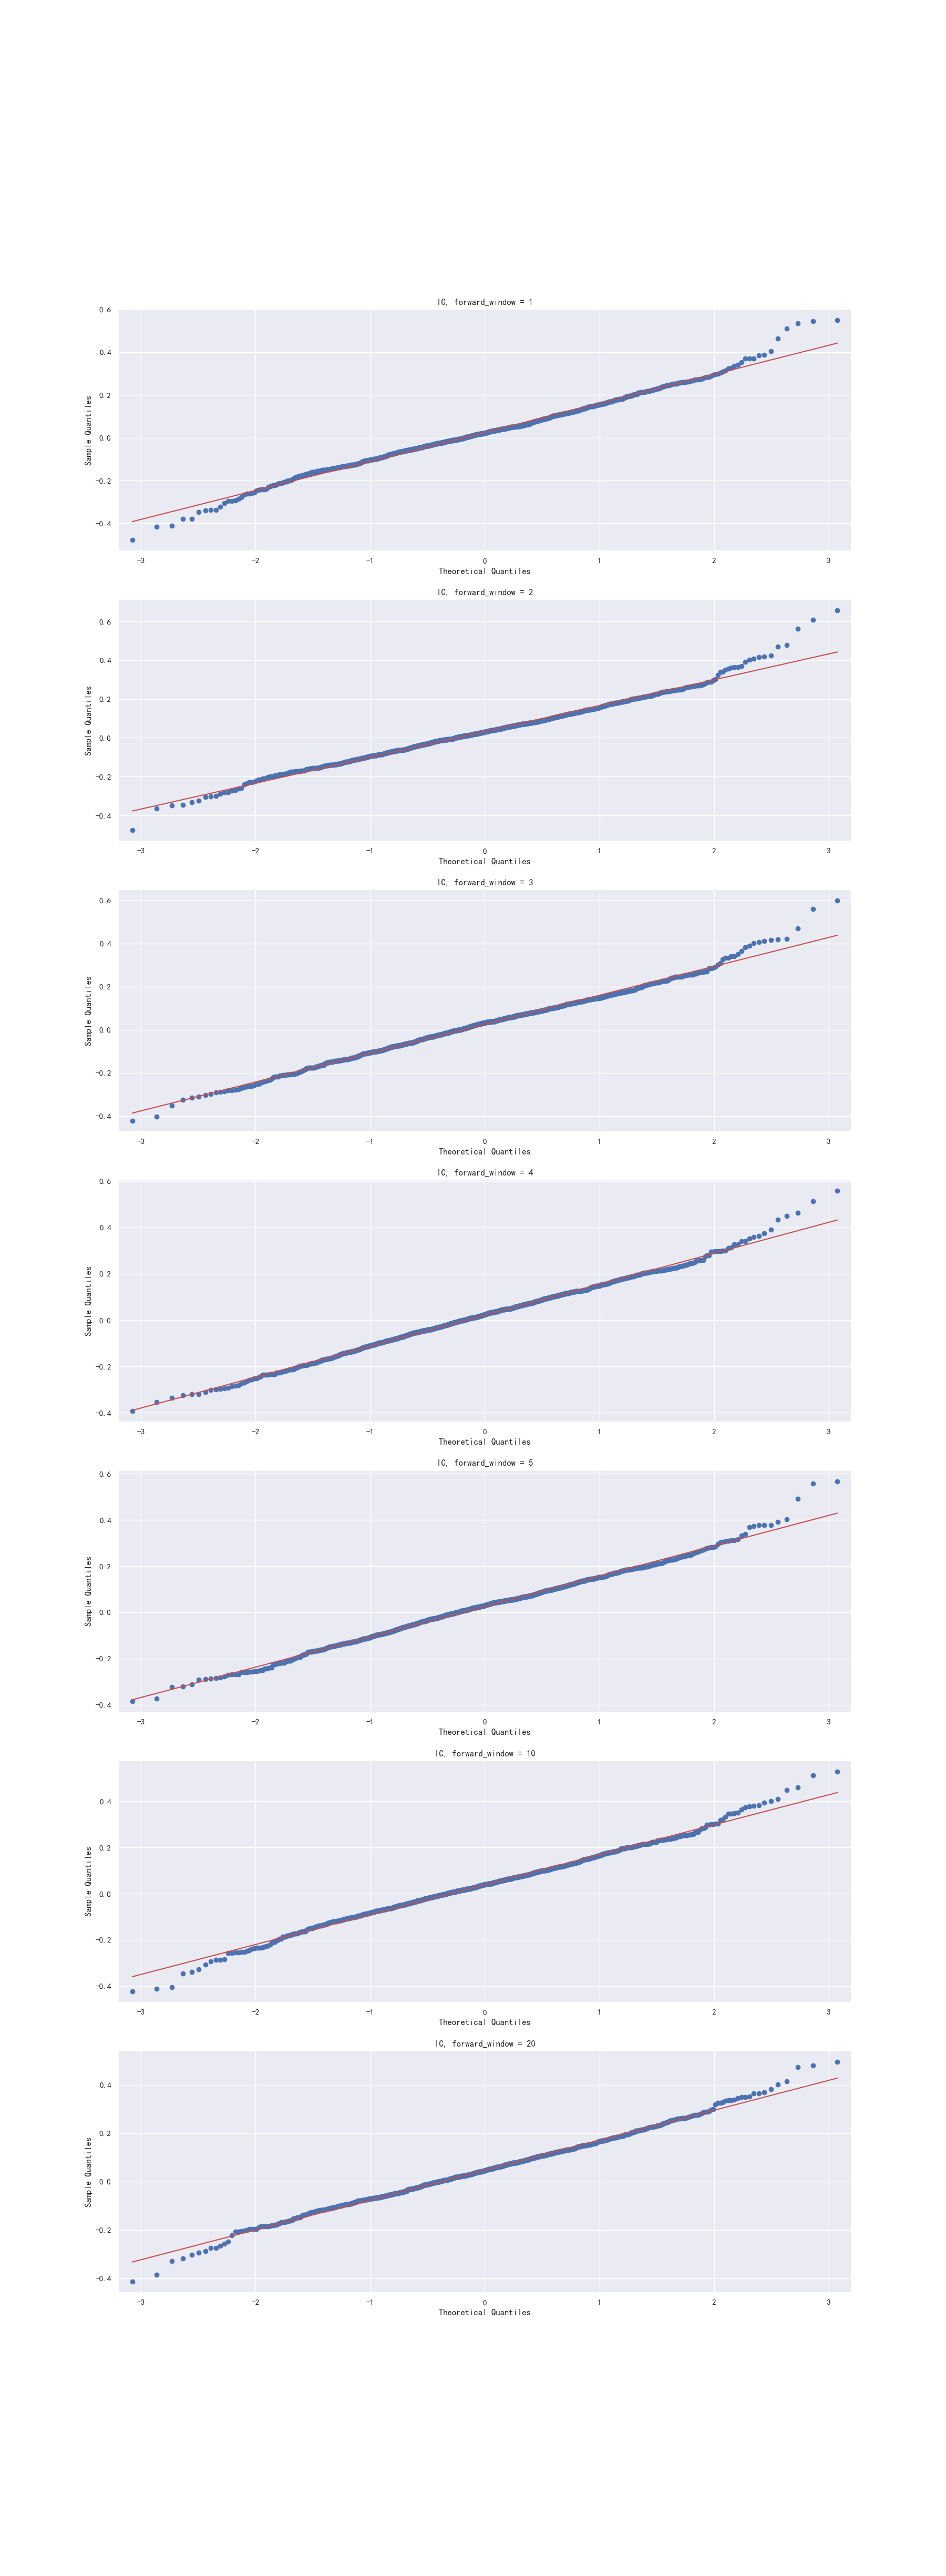 IC, forward_window = 1
0.6
0.4
0.2
0.0
−0.2
−0.4
Sample Quantiles
−3 −2 −1 0 1 2 3
Theoretical Quantiles
IC, forward_window = 2
0.6
0.4
0.2
0.0
−0.2
−0.4
Sample Quantiles
−3 −2 −1 0 1 2 3
Theoretical Quantiles
IC, forward_window = 3
0.6
0.4
0.2
0.0
−0.2
−0.4
Sample Quantiles
−3 −2 −1 0 1 2 3
Theoretical Quantiles
IC, forward_window = 4
0.6
0.4
0.2
0.0
−0.2
−0.4
Sample Quantiles
−3 −2 −1 0 1 2 3
Theoretical Quantiles
IC, forward_window = 5
0.6
0.4
0.2
0.0
−0.2
−0.4
Sample Quantiles
−3 −2 −1 0 1 2 3
Theoretical Quantiles
IC, forward_window = 10
0.4
0.2
0.0
−0.2
−0.4
Sample Quantiles
−3 −2 −1 0 1 2 3
Theoretical Quantiles
IC, forward_window = 20
0.4
0.2
0.0
−0.2
−0.4
Sample Quantiles
−3 −2 −1 0 1 2 3
Theoretical Quantiles